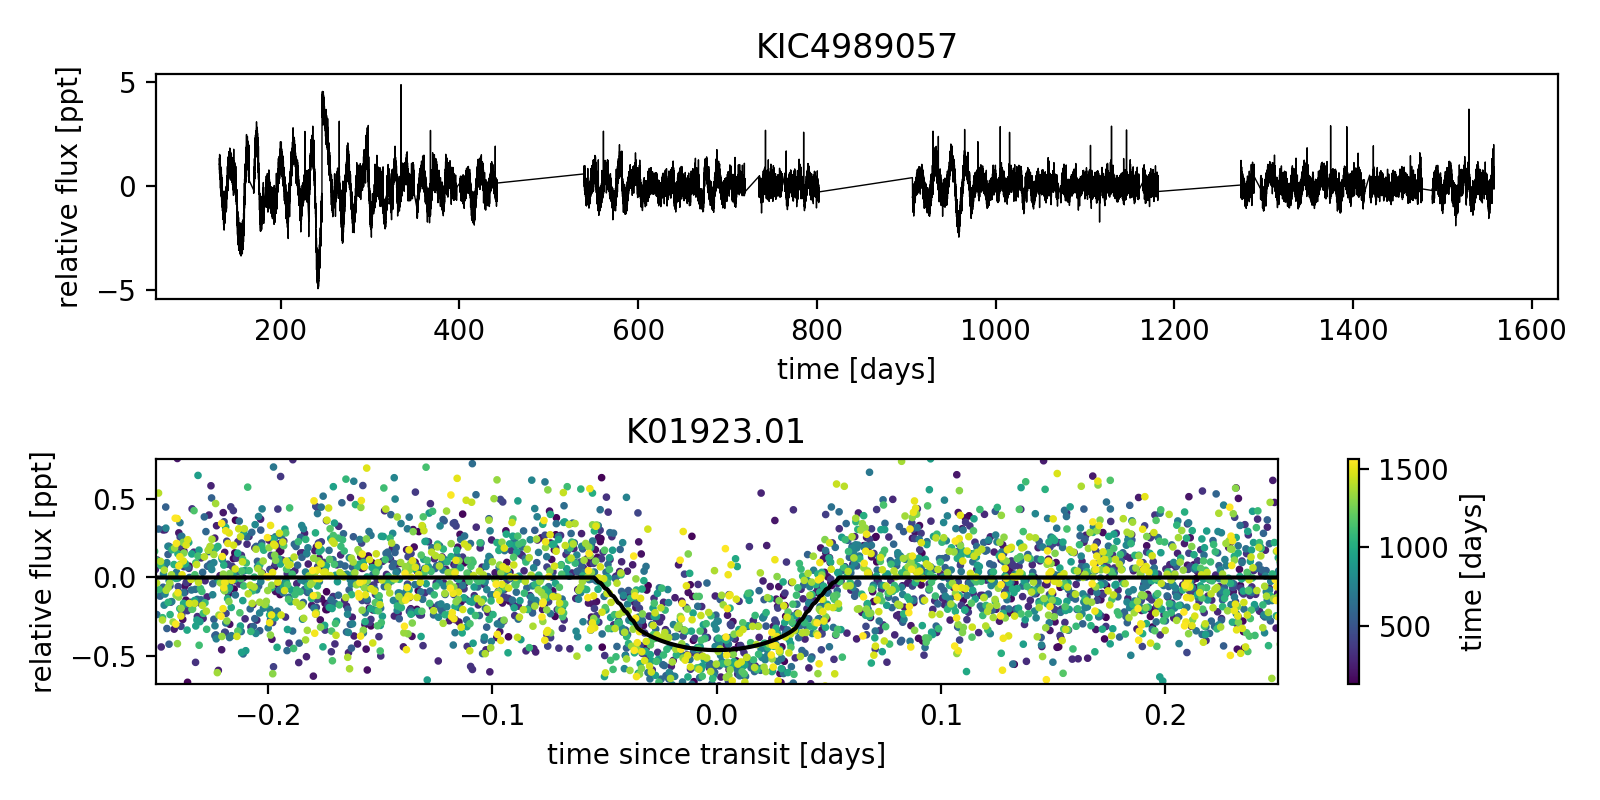 KIC4989057
relative flux [ppt]
5
0
−5
200 400 600 800 1000 1200 1400 1600
time [days]
K01923.01
relative flux [ppt]
0.5
0.0
−0.5
−0.2 −0.1 0.0 0.1 0.2
time since transit [days]
1500
1000
500
time [days]